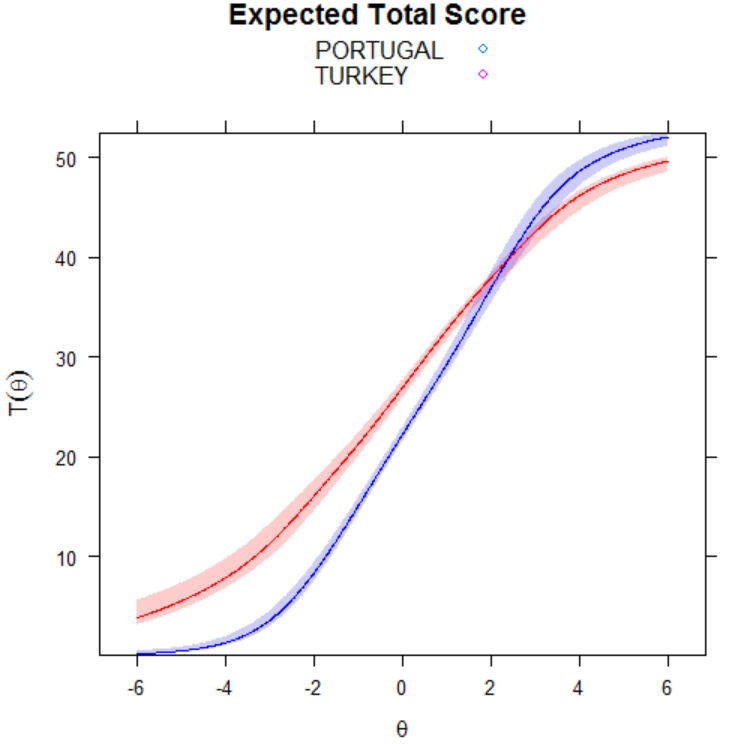 Expected Total Score
PORTUGAL
TURKEY
50
40
30
20
10
T(θ)
-6 -4 -2 0 2 4 6
θ